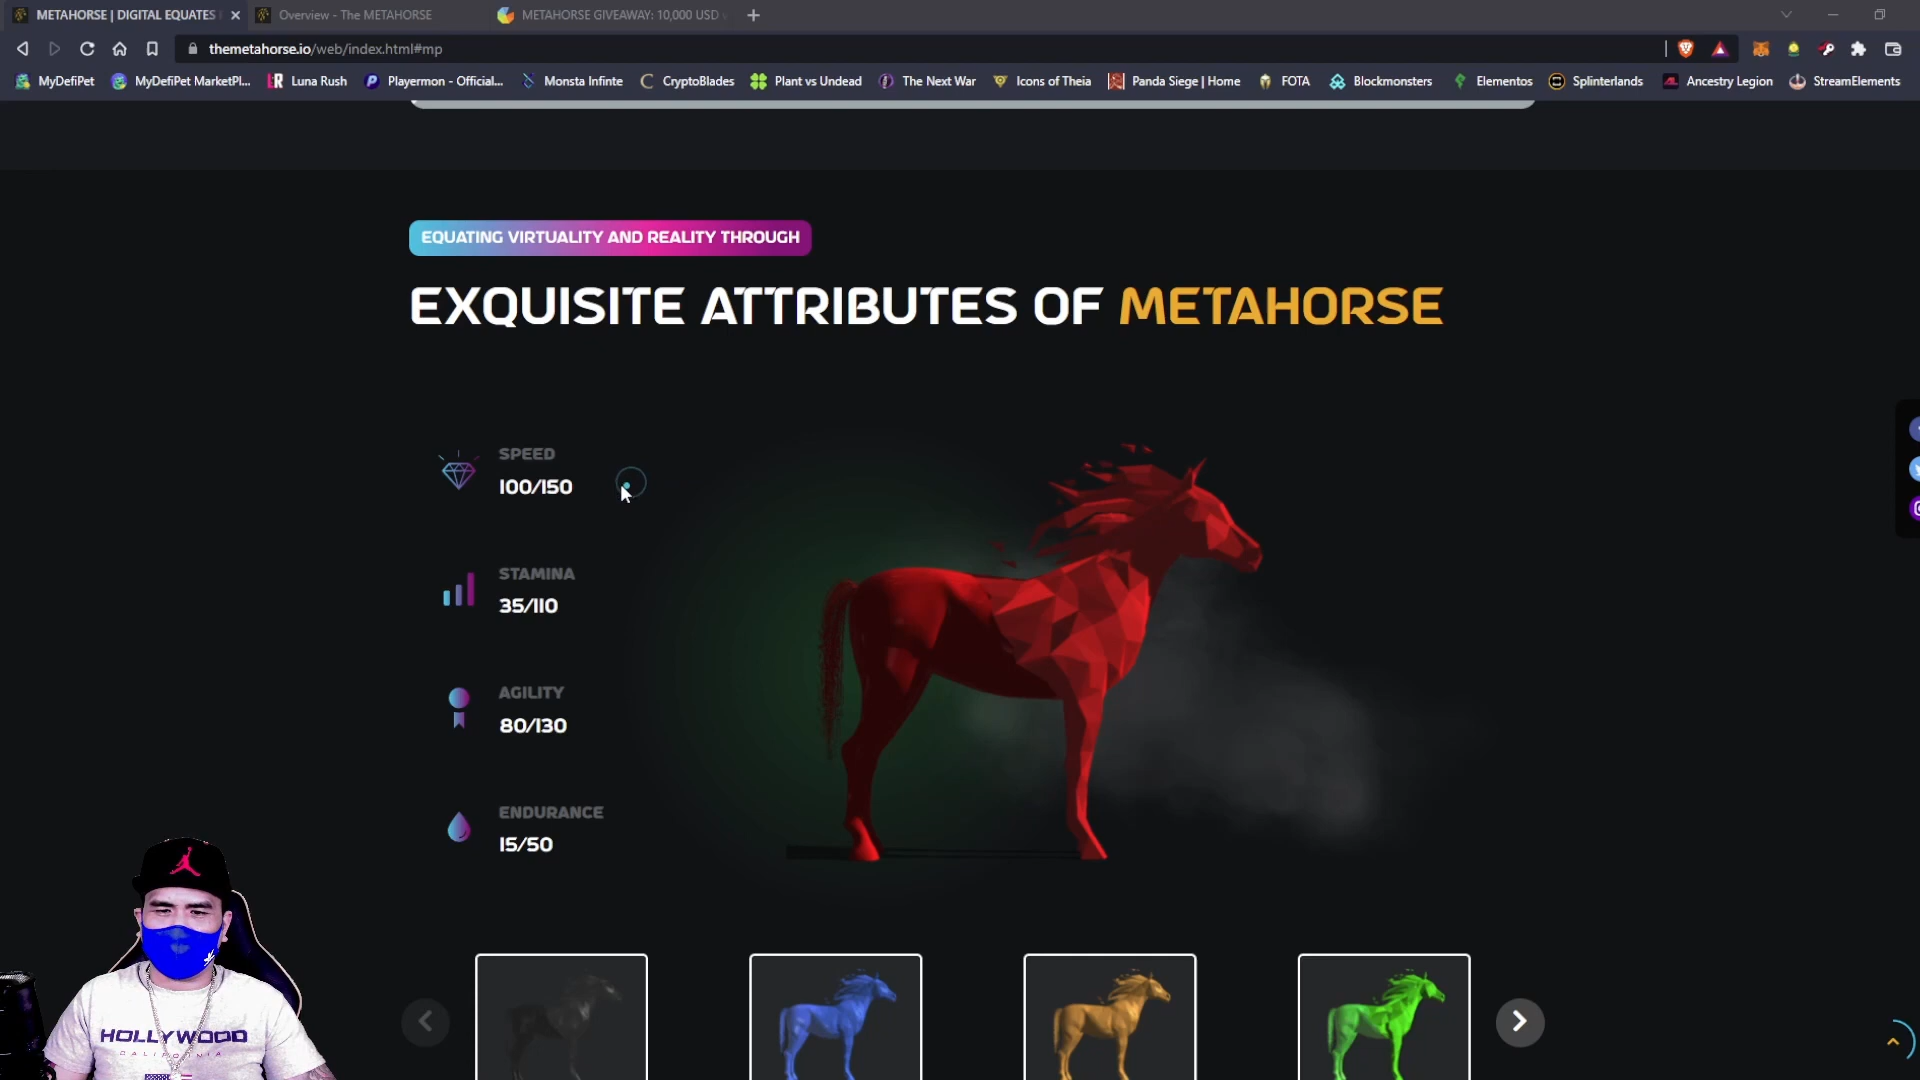 METAHORSE | DIGITAL EQUATES
Overview - The METAHORSE
METAHORSE GIVEAWAY: 10,000 USD
themetahorse.io/web/index.html#mp
MyDefiPet
MyDefiPet MarketPl...
Luna Rush
Playermon - Official...
Monsta Infinte
CryptoBlades
Plant vs Undead
The Next War
Icons of Theia
Panda Siege | Home
FOTA
Blockmonsters
Elementos
Splinterlands
Ancestry Legion
StreamElements
EQUATING VIRTUALITY AND REALITY THROUGH
EXQUISITE ATTRIBUTES OF METAHORSE
SPEED
100/150
STAMINA
35/110
AGILITY
80/130
ENDURANCE
15/50
HOLLYWOOD
CALIFORNIA